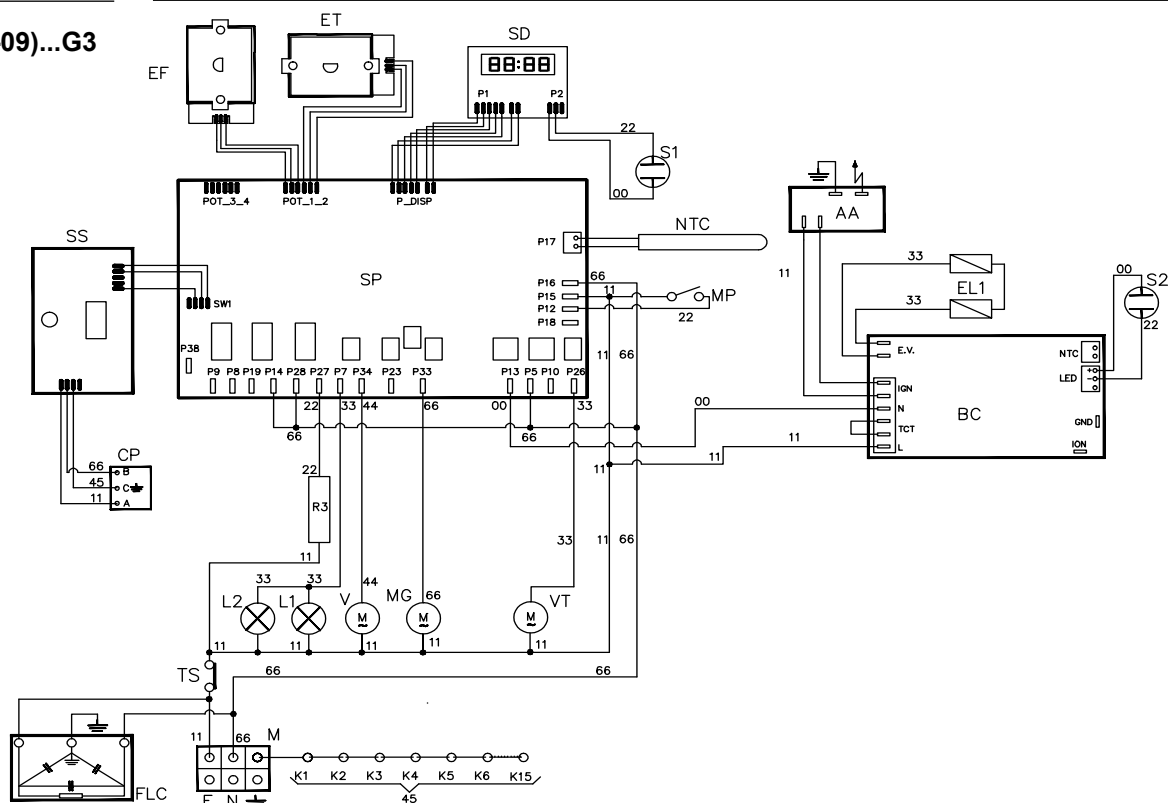 09)...G3
EF
ET
SD
88:88
P1
P2
22
S1
00
POT_3_4
POT_1_2
P_DISP
AA
SS
P17
NTC
SP
P16
66
P15
11
MP
P12
22
P18
SW1
11
33
EL1
33
00
S2
22
P38
11
66
E.V.
NTC
LED
P9
P8
P19
P14
P28
P27
P7
P34
P23
P33
P13
P5
P10
P26
IGN
22
33
44
66
00
33
00
N
BC
66
66
TCT
GND
11
L
ION
CP
66
B
45
C
11
A
22
11
R3
33
11
66
11
33
33
44
66
L2
L1
V
MG
VT
M
~
M
~
M
~
11
11
11
11
11
TS
66
66
11
66
M
K1
K2
K3
K4
K5
K6
K15
45
FLC
F
N